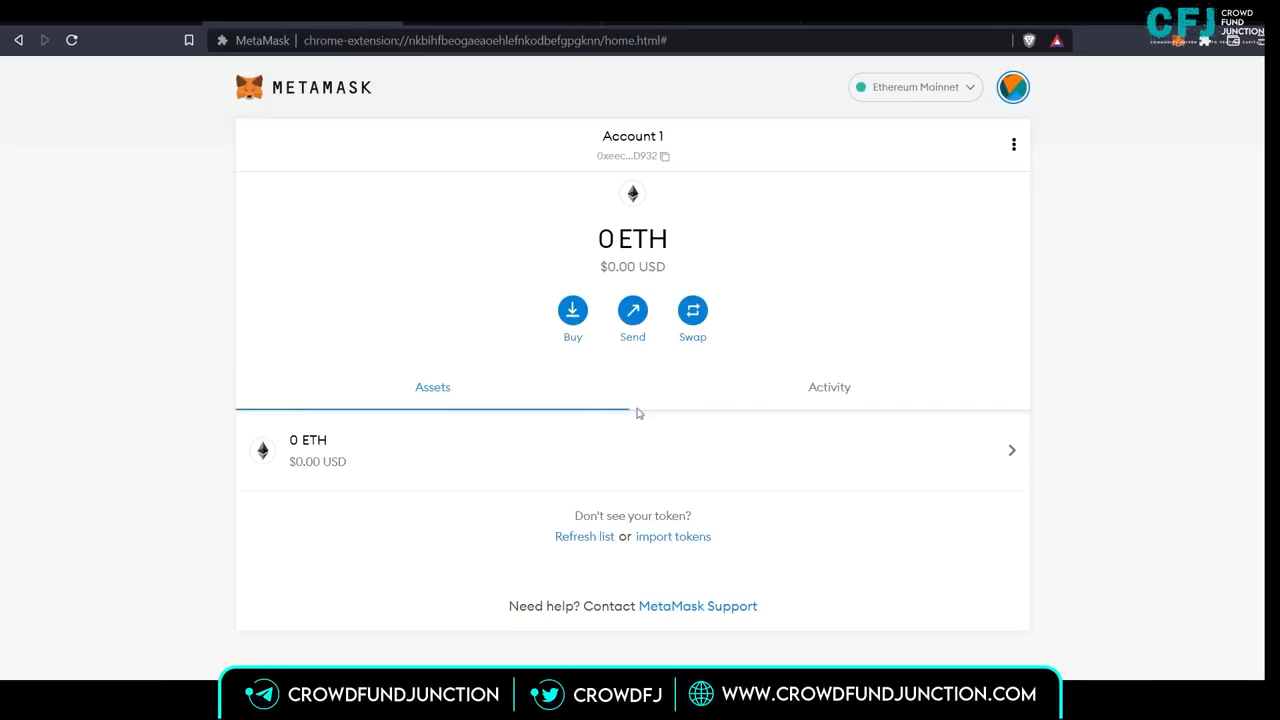 CFJ CROWD
FUND
JUNCTION
MetaMask chrome-extension://nkbihfbeogaeaoehlefnkodbefgpgknn/home.html#
METAMASK
Ethereum Mainnet
Account 1
0xeec...D932
0 ETH
$0.00 USD
Buy Send Swap
Assets Activity
0 ETH
$0.00 USD
Don't see your token?
Refresh list or import tokens
Need help? Contact MetaMask Support
CROWDFUNDJUNCTION CROWDFJ WWW.CROWDFUNDJUNCTION.COM